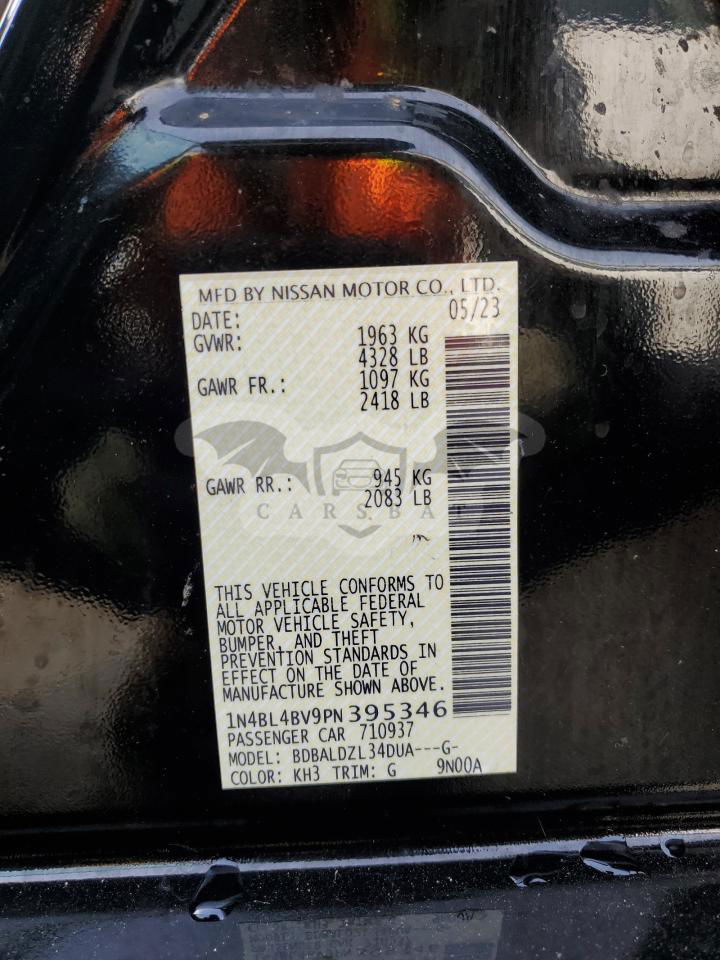 MFD BY NISSAN MOTOR CO., LTD.
DATE: 05/23
GVWR: 1963 KG
4328 LB
GAWR FR.: 1097 KG
2418 LB
GAWR RR.: 945 KG
2083 LB
CARSBAT
THIS VEHICLE CONFORMS TO
ALL APPLICABLE FEDERAL
MOTOR VEHICLE SAFETY,
BUMPER, AND THEFT
PREVENTION STANDARDS IN
EFFECT ON THE DATE OF
MANUFACTURE SHOWN ABOVE.
1N4BL4BV9PN395346
PASSENGER CAR 710937
MODEL: BDBALDZL34DUA---G-
COLOR: KH3 TRIM: G 9N00A